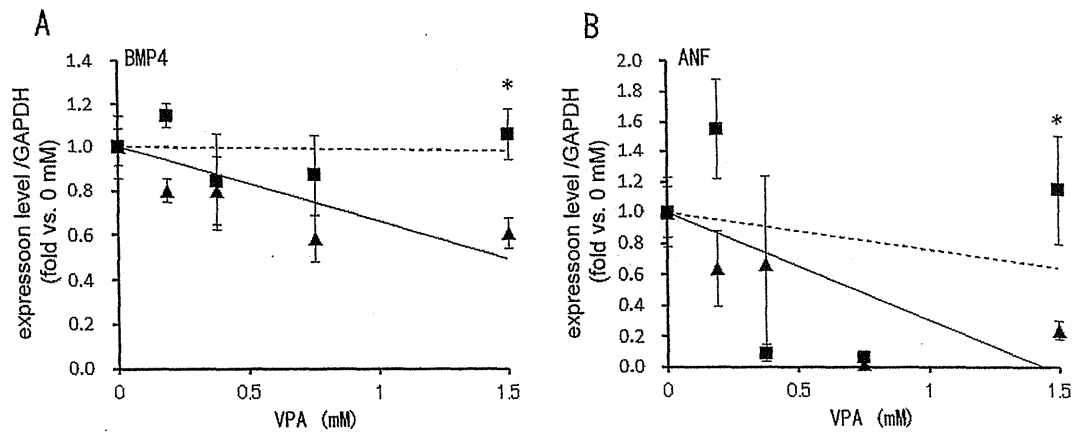 A
BMP4
expressoon level /GAPDH
(fold vs. 0 mM)
1.4
1.2
1.0
0.8
0.6
0.4
0.2
0.0
*
0
0.5
1
1.5
VPA (mM)
B
ANF
expressoon level/GAPDH
(fold vs. 0 mM)
2.0
1.8
1.6
1.4
1.2
1.0
0.8
0.6
0.4
0.2
0.0
*
0
0.5
1
1.5
VPA (mM)